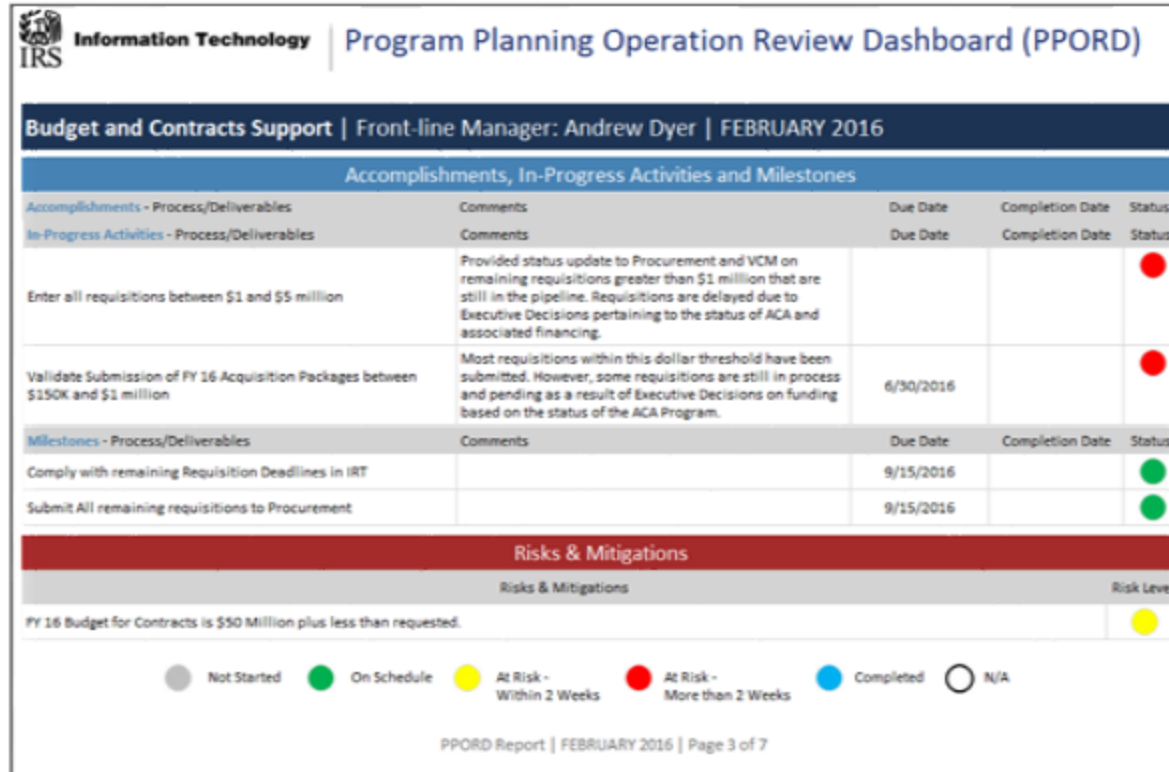 IRS
Information Technology
Program Planning Operation Review Dashboard (PPORD)
Budget and Contracts Support | Front-line Manager: Andrew Dyer | FEBRUARY 2016
Accomplishments, In-Progress Activities and Milestones
Accomplishments - Process/Deliverables Comments Due Date Completion Date Status
In-Progress Activities - Process/Deliverables Comments Due Date Completion Date Status
Enter all requisitions between $1 and $5 million
Provided status update to Procurement and VCM on
remaining requisitions greater than $1 million that are
still in the pipeline. Requisitions are delayed due to
Executive Decisions pertaining to the status of ACA and
associated financing.
Validate Submission of FY 16 Acquisition Packages between
$150K and $1 million
Most requisitions within this dollar threshold have been
submitted. However, some requisitions are still in process
and pending as a result of Executive Decisions on funding
based on the status of the ACA Program.
6/30/2016
Milestones - Process/Deliverables Comments Due Date Completion Date Status
Comply with remaining Requisition Deadlines in IRT 9/15/2016
Submit All remaining requisitions to Procurement 9/15/2016
Risks & Mitigations
Risks & Mitigations Risk Leve
FY 16 Budget for Contracts is $50 Million plus less than requested.
Not Started
On Schedule
At Risk -
Within 2 Weeks
At Risk -
More than 2 Weeks
Completed
N/A
PPORD Report | FEBRUARY 2016 | Page 3 of 7